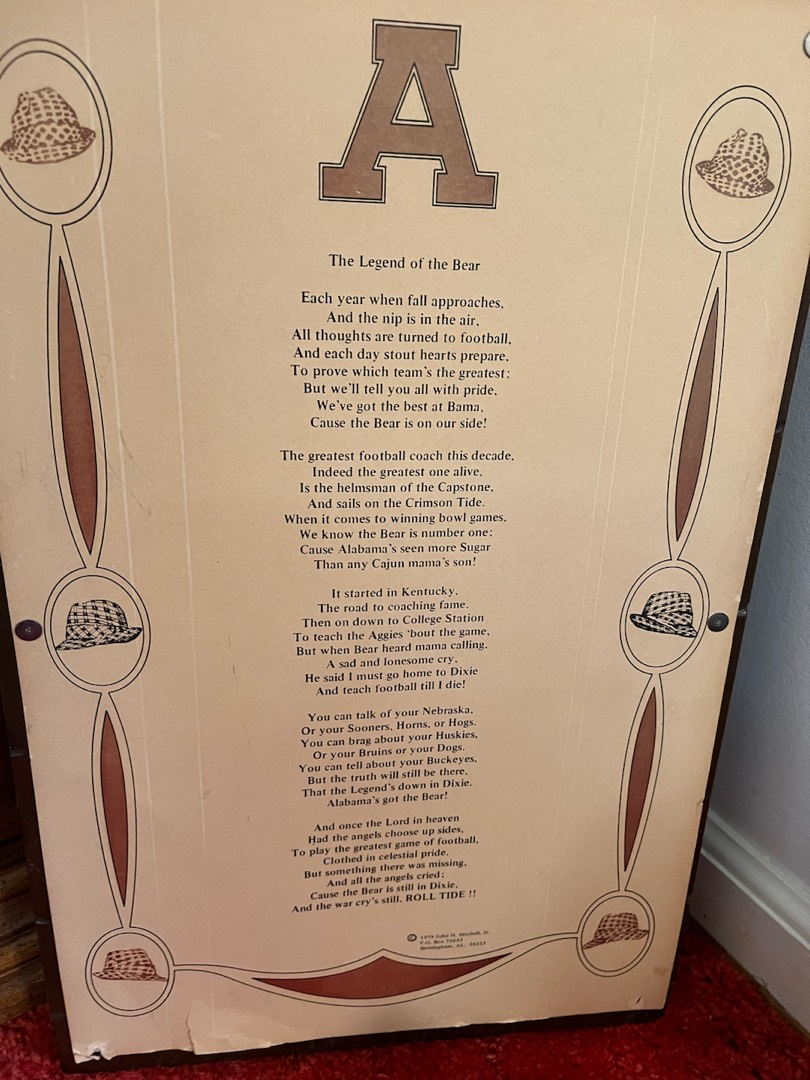 A
The Legend of the Bear
Each year when fall approaches,
And the nip is in the air,
All thoughts are turned to football,
And each day stout hearts prepare,
To prove which team's the greatest:
But we'll tell you all with pride,
We've got the best at Bama,
Cause the Bear is on our side!
The greatest football coach this decade,
Indeed the greatest one alive,
Is the helmsman of the Capstone,
And sails on the Crimson Tide.
When it comes to winning bowl games,
We know the Bear is number one:
Cause Alabama's seen more Sugar
Than any Cajun mama's son!
It started in Kentucky,
The road to coaching fame.
Then on down to College Station
To teach the Aggies 'bout the game,
But when Bear heard mama calling,
A sad and lonesome cry,
He said I must go home to Dixie
And teach football till I die!
You can talk of your Nebraska,
Or your Sooners, Horns, or Hogs.
You can brag about your Huskies,
Or your Bruins or your Dogs.
You can tell about your Buckeyes,
But the truth will still be there,
That the Legend's down in Dixie.
Alabama's got the Bear!
And once the Lord in heaven
Had the angels choose up sides,
To play the greatest game of football,
Clothed in celestial pride.
But something there was missing,
And all the angels cried;
Cause the Bear is still in Dixie,
And the war cry's still, ROLL TIDE !!
© 1979 John H. Mitchell, Jr.
P.O. Box
Birmingham, AL.